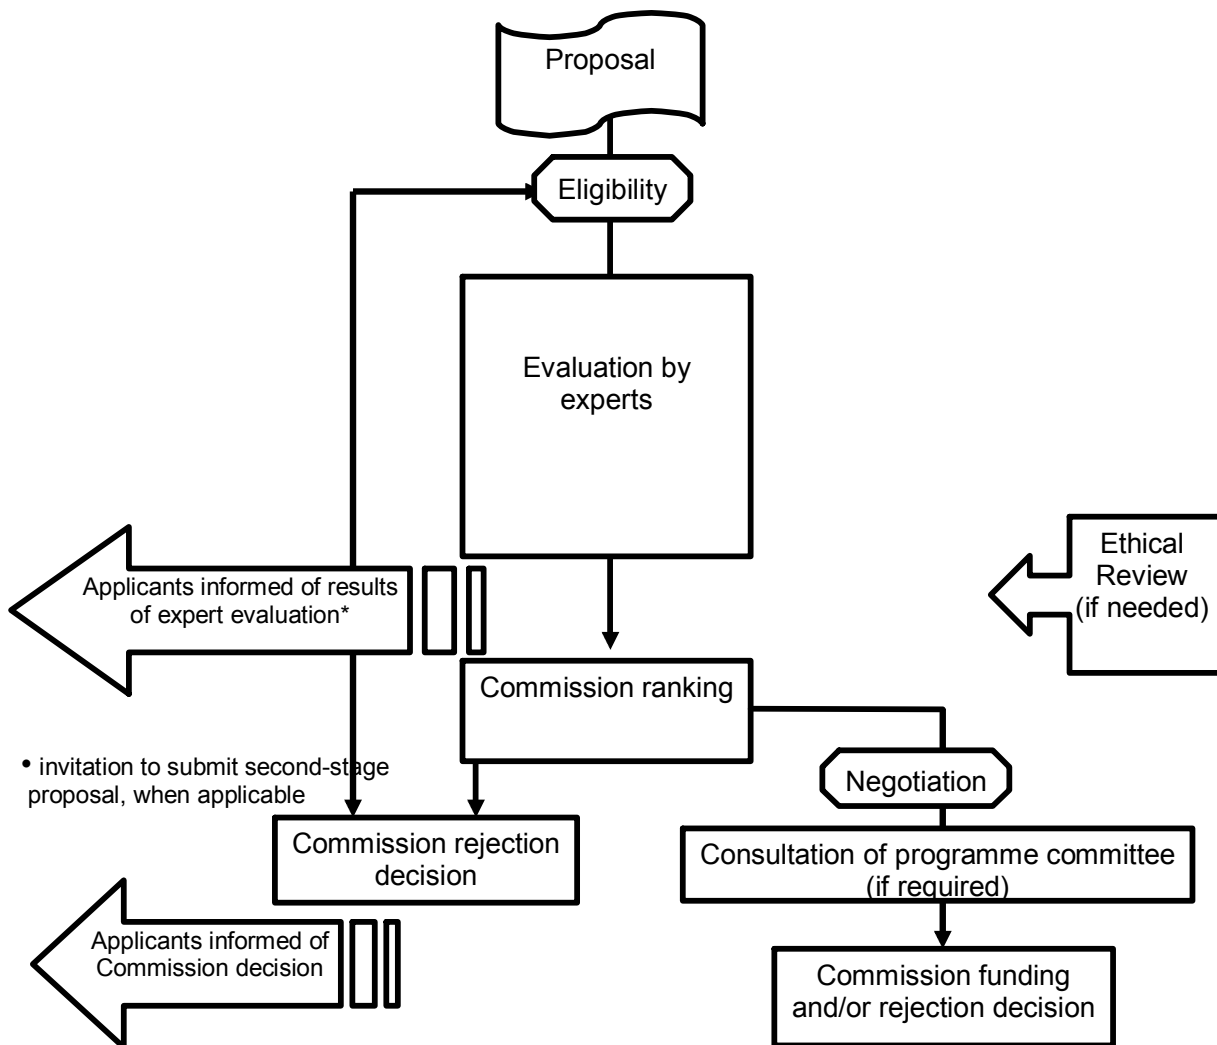 Proposal
Eligibility
Evaluation by
experts
Ethical
Review
(if needed)
Applicants informed of results
of expert evaluation*
Commission ranking
• invitation to submit second-stage
proposal, when applicable
Negotiation
Commission rejection
decision
Consultation of programme committee
(if required)
Applicants informed of
Commission decision
Commission funding
and/or rejection decision